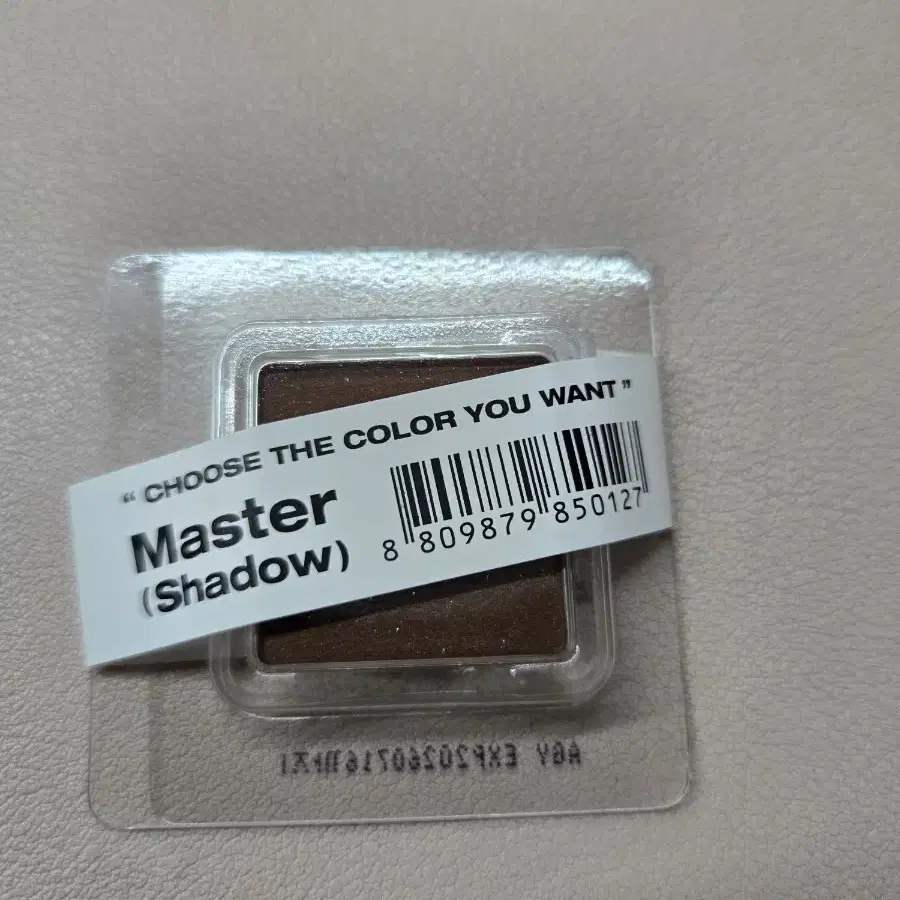 “ CHOOSE THE COLOR YOU WANT ”
Master
(Shadow)
8 809879 850127
AGY EXP20260716까지